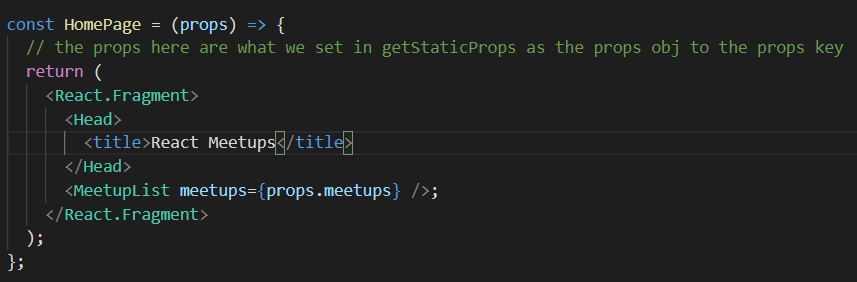 const HomePage = (props) => {
// the props here are what we set in getStaticProps as the props obj to the props key
return (
<React.Fragment>
<Head>
<title>React Meetups</title>
</Head>
<MeetupList meetups={props.meetups} />;
</React.Fragment>
);
};